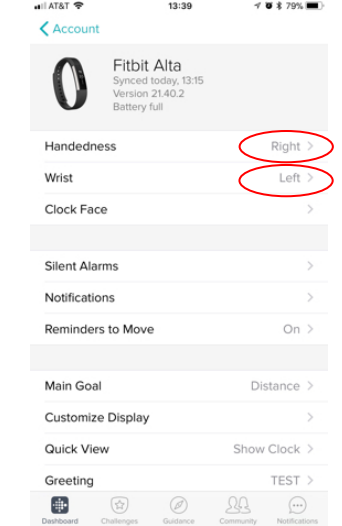 AT&T 13:39 79%
Account
Fitbit Alta
Synced today, 13:15
Version 21.40.2
Battery full
Handedness Right
Wrist Left
Clock Face
Silent Alarms
Notifications
Reminders to Move On
Main Goal Distance
Customize Display
Quick View Show Clock
Greeting TEST
Dashboard Challenges Guidance Community Notifications